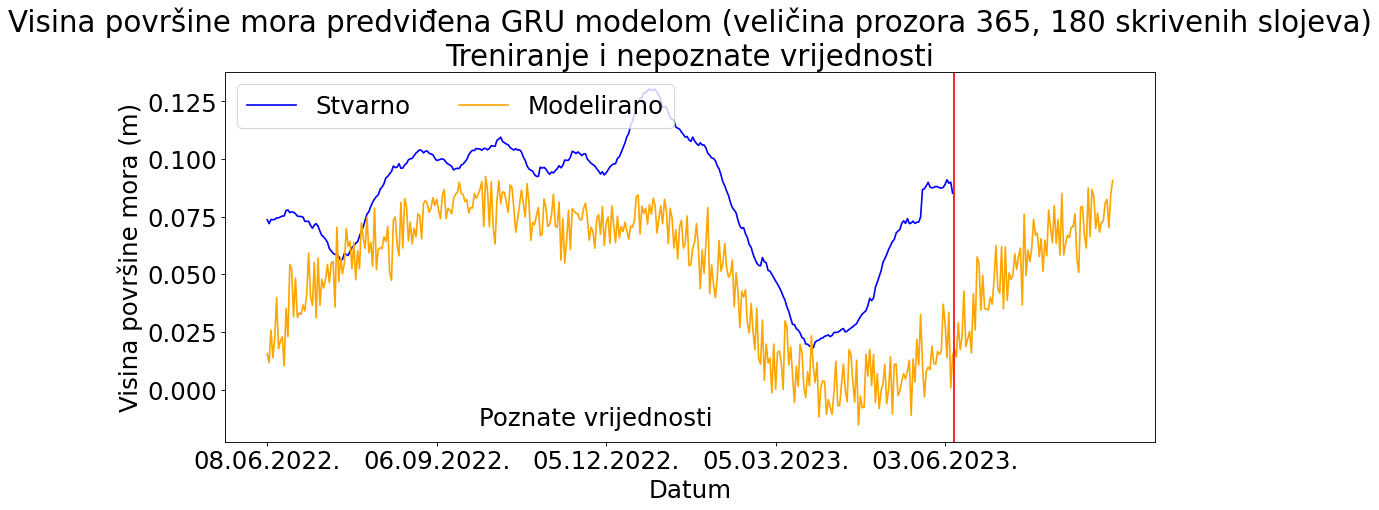 Visina površine mora predviđena GRU modelom (veličina prozora 365, 180 skrivenih slojeva)
Treniranje i nepoznate vrijednosti
Stvarno
Modelirano
Visina površine mora (m)
0.125
0.100
0.075
0.050
0.025
0.000
Poznate vrijednosti
08.06.2022.
06.09.2022.
05.12.2022.
05.03.2023.
03.06.2023.
Datum